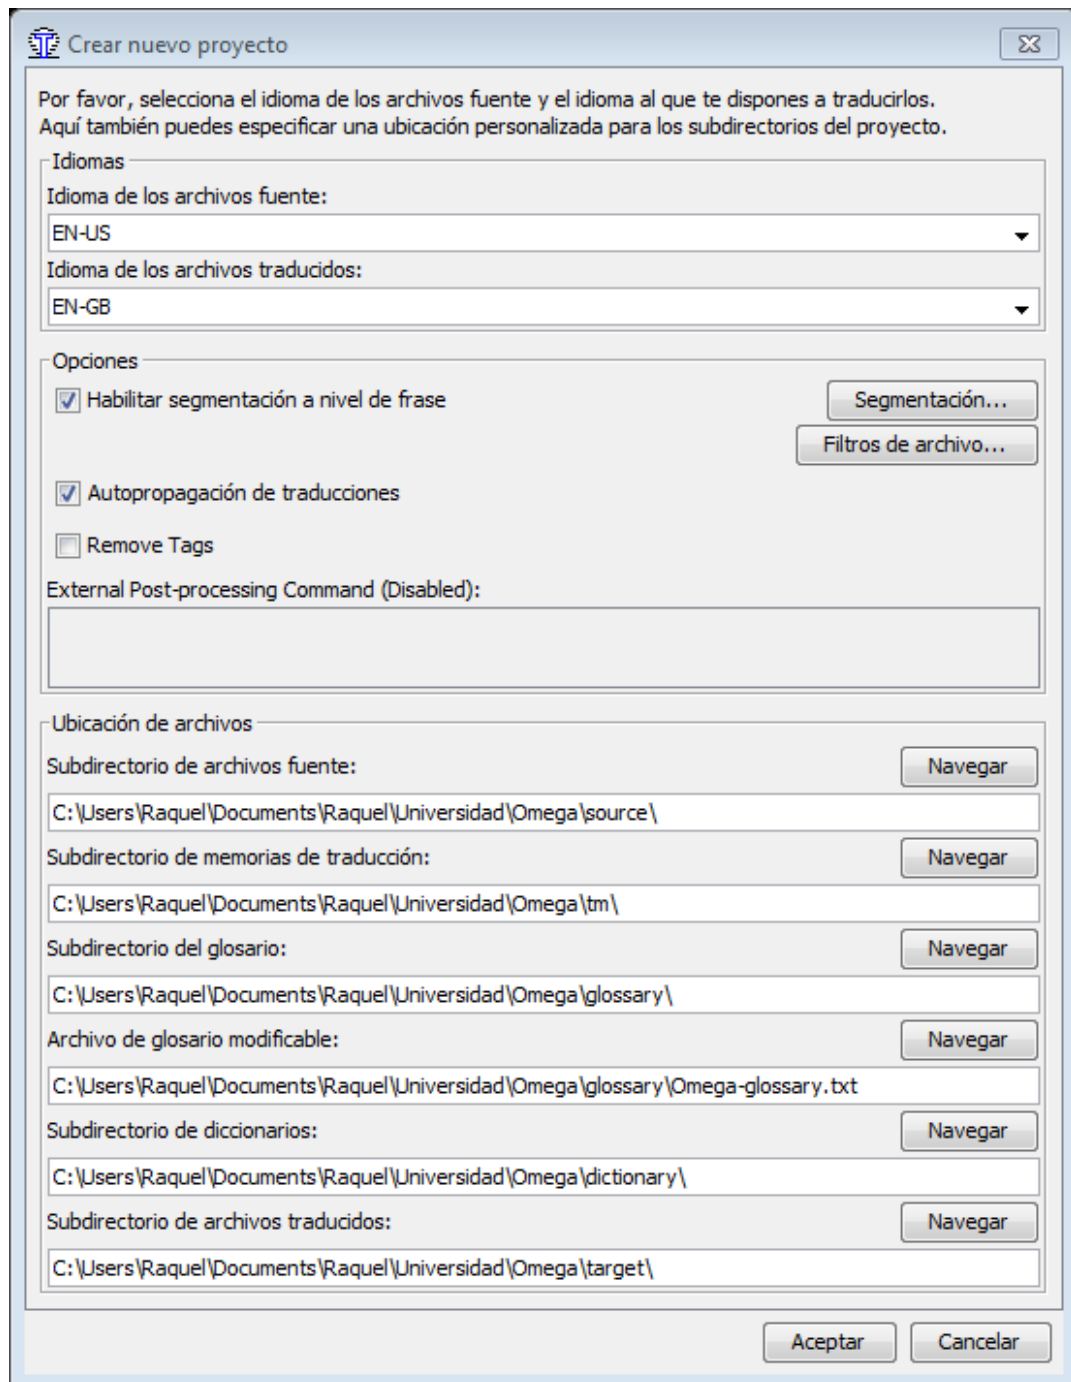 Crear nuevo proyecto
Por favor, selecciona el idioma de los archivos fuente y el idioma al que te dispones a traducirlos.
Aquí también puedes especificar una ubicación personalizada para los subdirectorios del proyecto.
Idiomas
Idioma de los archivos fuente:
EN-US
Idioma de los archivos traducidos:
EN-GB
Opciones
Habilitar segmentación a nivel de frase
Segmentación...
Filtros de archivo...
Autopropagación de traducciones
Remove Tags
External Post-processing Command (Disabled):
Ubicación de archivos
Subdirectorio de archivos fuente:
Navegar
C:\Users\Raquel\Documents\Raquel\Universidad\Omega\source\
Subdirectorio de memorias de traducción:
Navegar
C:\Users\Raquel\Documents\Raquel\Universidad\Omega\tm\
Subdirectorio del glosario:
Navegar
C:\Users\Raquel\Documents\Raquel\Universidad\Omega\glossary\
Archivo de glosario modificable:
Navegar
C:\Users\Raquel\Documents\Raquel\Universidad\Omega\glossary\Omega-glossary.txt
Subdirectorio de diccionarios:
Navegar
C:\Users\Raquel\Documents\Raquel\Universidad\Omega\dictionary\
Subdirectorio de archivos traducidos:
Navegar
C:\Users\Raquel\Documents\Raquel\Universidad\Omega\target\
Aceptar
Cancelar